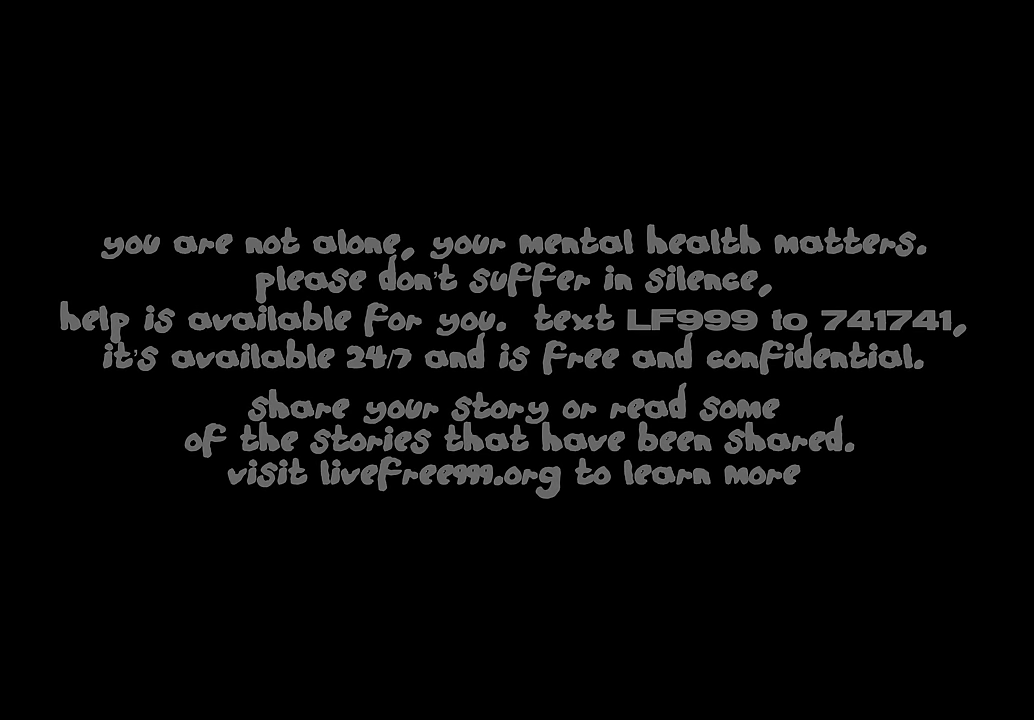 you are not alone, your mental health matters.
please don't suffer in silence,
help is available for you. text LF999 to 741741,
it's available 24/7 and is free and confidential.
share your story or read some
of the stories that have been shared.
visit livefree999.org to learn more